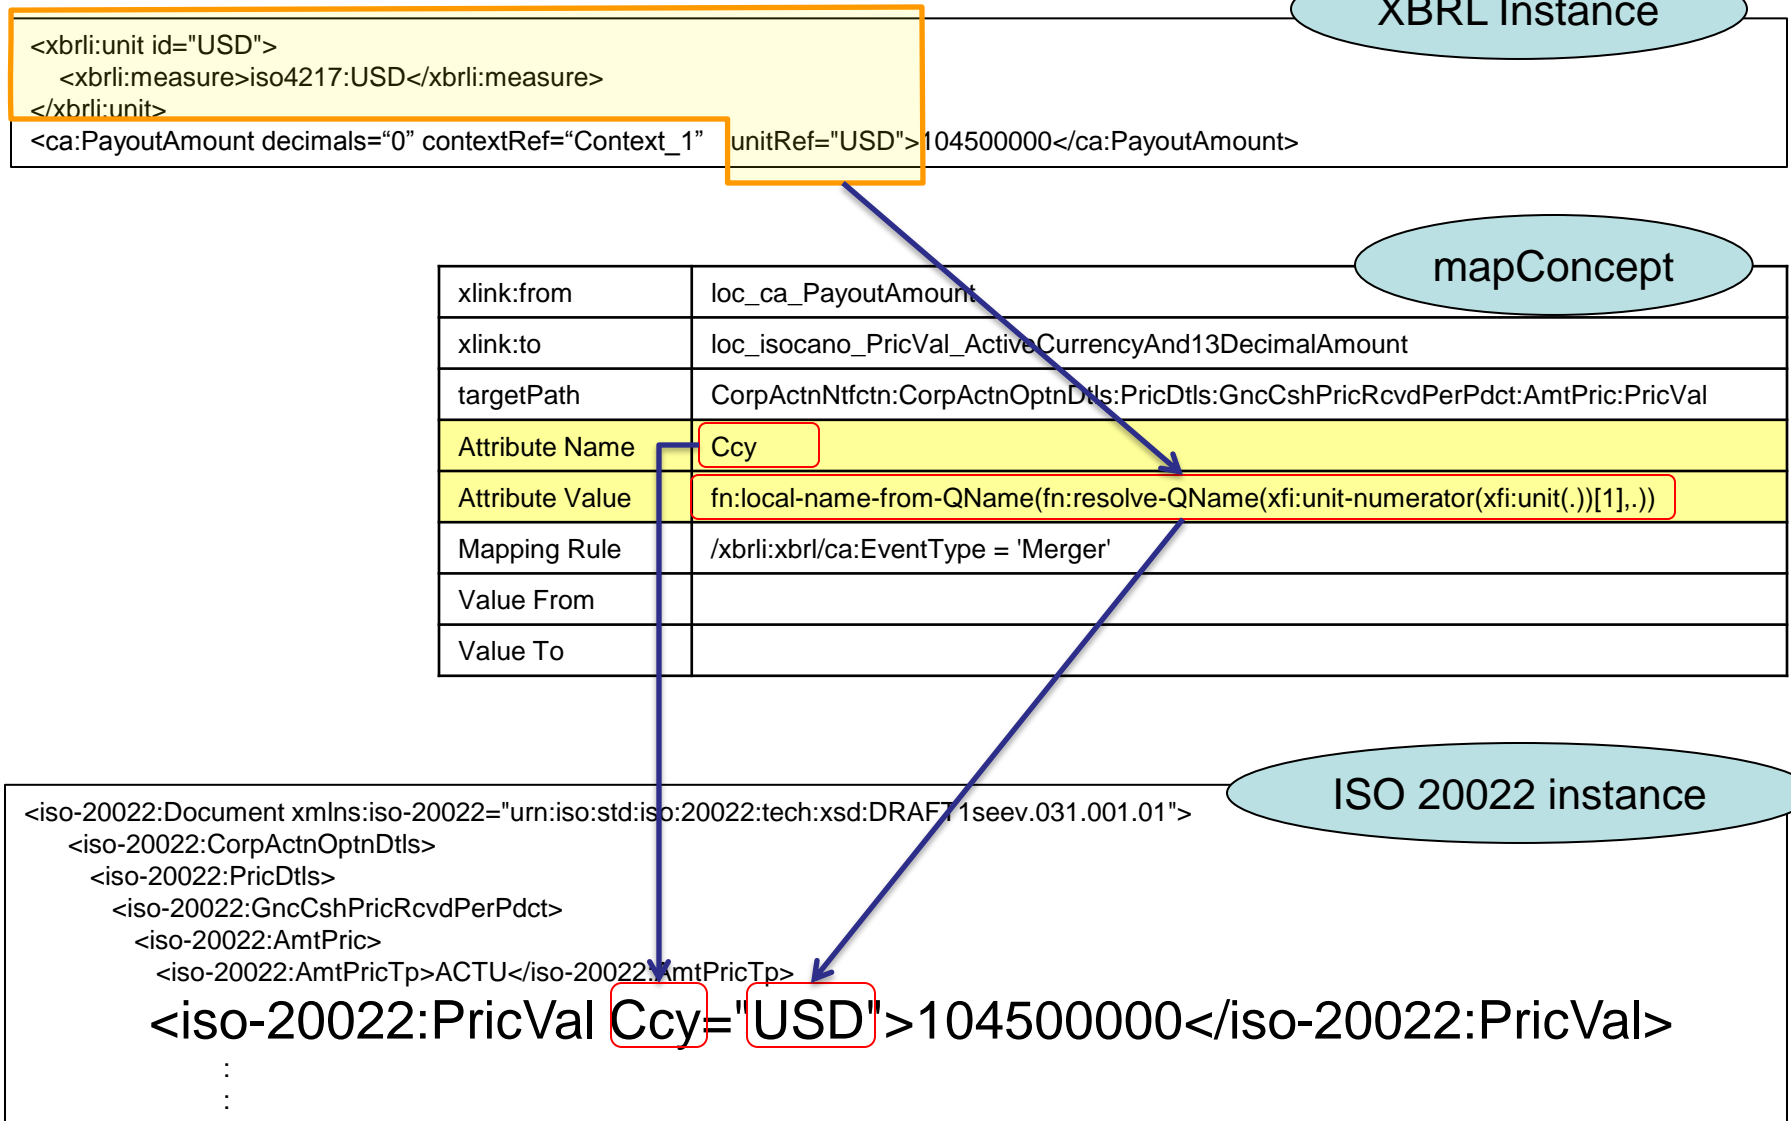 XBRL Instance
<xbrli:unit id="USD">
<xbrli:measure>iso4217:USD</xbrli:measure>
</xbrli:unit>
<ca:PayoutAmount decimals=“0” contextRef=“Context_1” unitRef="USD">104500000</ca:PayoutAmount>
mapConcept
xlink:from loc_ca_PayoutAmount
xlink:to loc_isocano_PricVal_ActiveCurrencyAnd13DecimalAmount
targetPath CorpActnNtfctn:CorpActnOptnDtls:PricDtls:GncCshPricRcvdPerPdct:AmtPric:PricVal
Attribute Name Ccy
Attribute Value fn:local-name-from-QName(fn:resolve-QName(xfi:unit-numerator(xfi:unit(.))[1],.))
Mapping Rule /xbrli:xbrl/ca:EventType = 'Merger'
Value From
Value To
ISO 20022 instance
<iso-20022:Document xmlns:iso-20022="urn:iso:std:iso:20022:tech:xsd:DRAFT1seev.031.001.01">
<iso-20022:CorpActnOptnDtls>
<iso-20022:PricDtls>
<iso-20022:GncCshPricRcvdPerPdct>
<iso-20022:AmtPric>
<iso-20022:AmtPricTp>ACTU</iso-20022:AmtPricTp>
<iso-20022:PricVal Ccy="USD">104500000</iso-20022:PricVal>
:
: